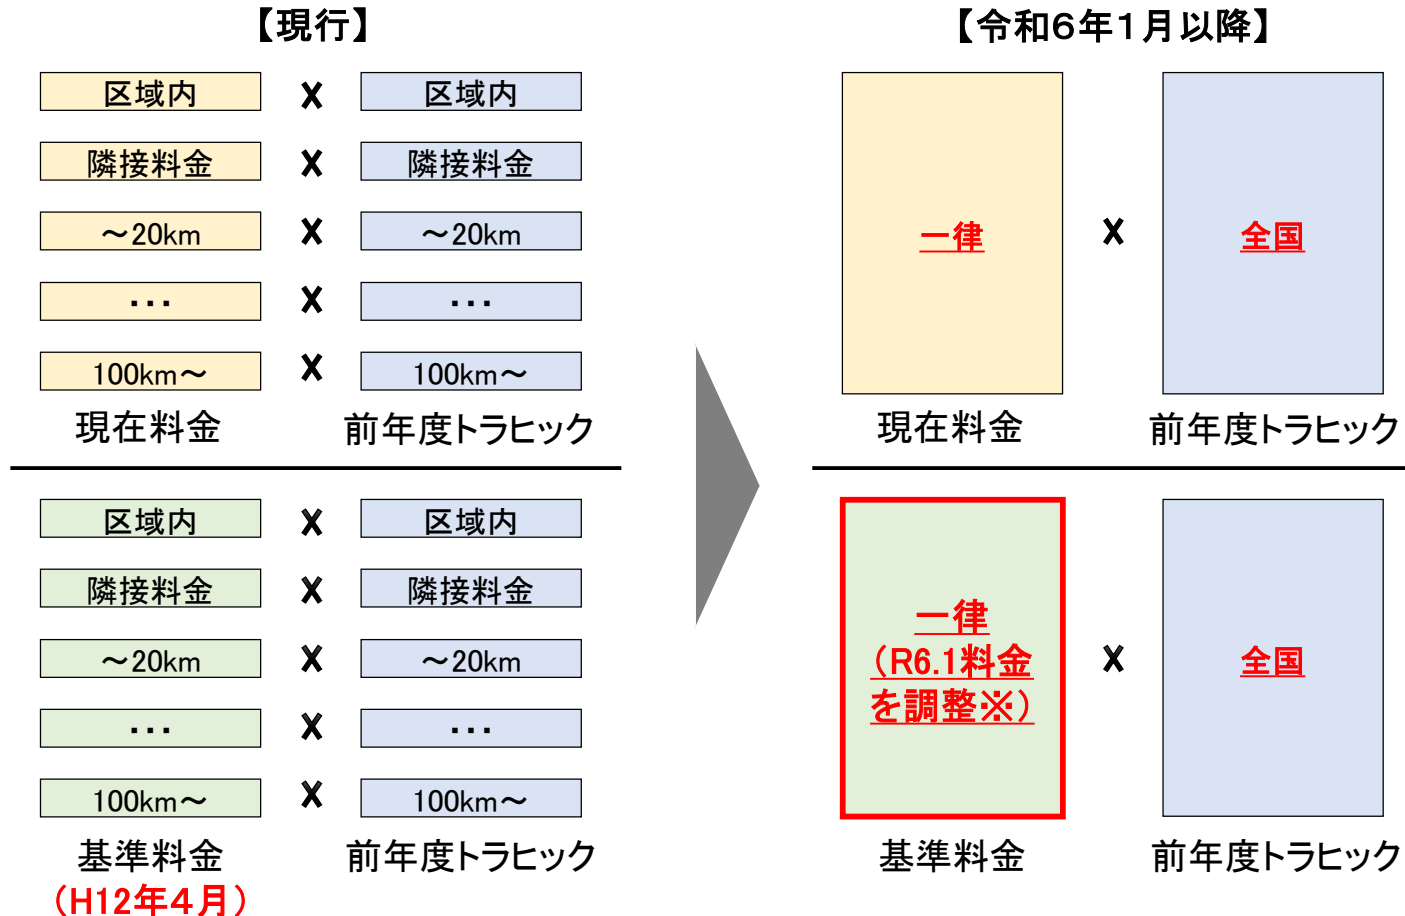 【現行】
区域内 × 区域内
隣接料金 × 隣接料金
～20km × ～20km
・・・ × ・・・
100km～ × 100km～
現在料金 前年度トラヒック
区域内 × 区域内
隣接料金 × 隣接料金
～20km × ～20km
・・・ × ・・・
100km～ × 100km～
基準料金 前年度トラヒック
（H12年４月）
【令和６年１月以降】
一律 × 全国
現在料金 前年度トラヒック
一律
（R6.1料金
を調整※） × 全国
基準料金 前年度トラヒック